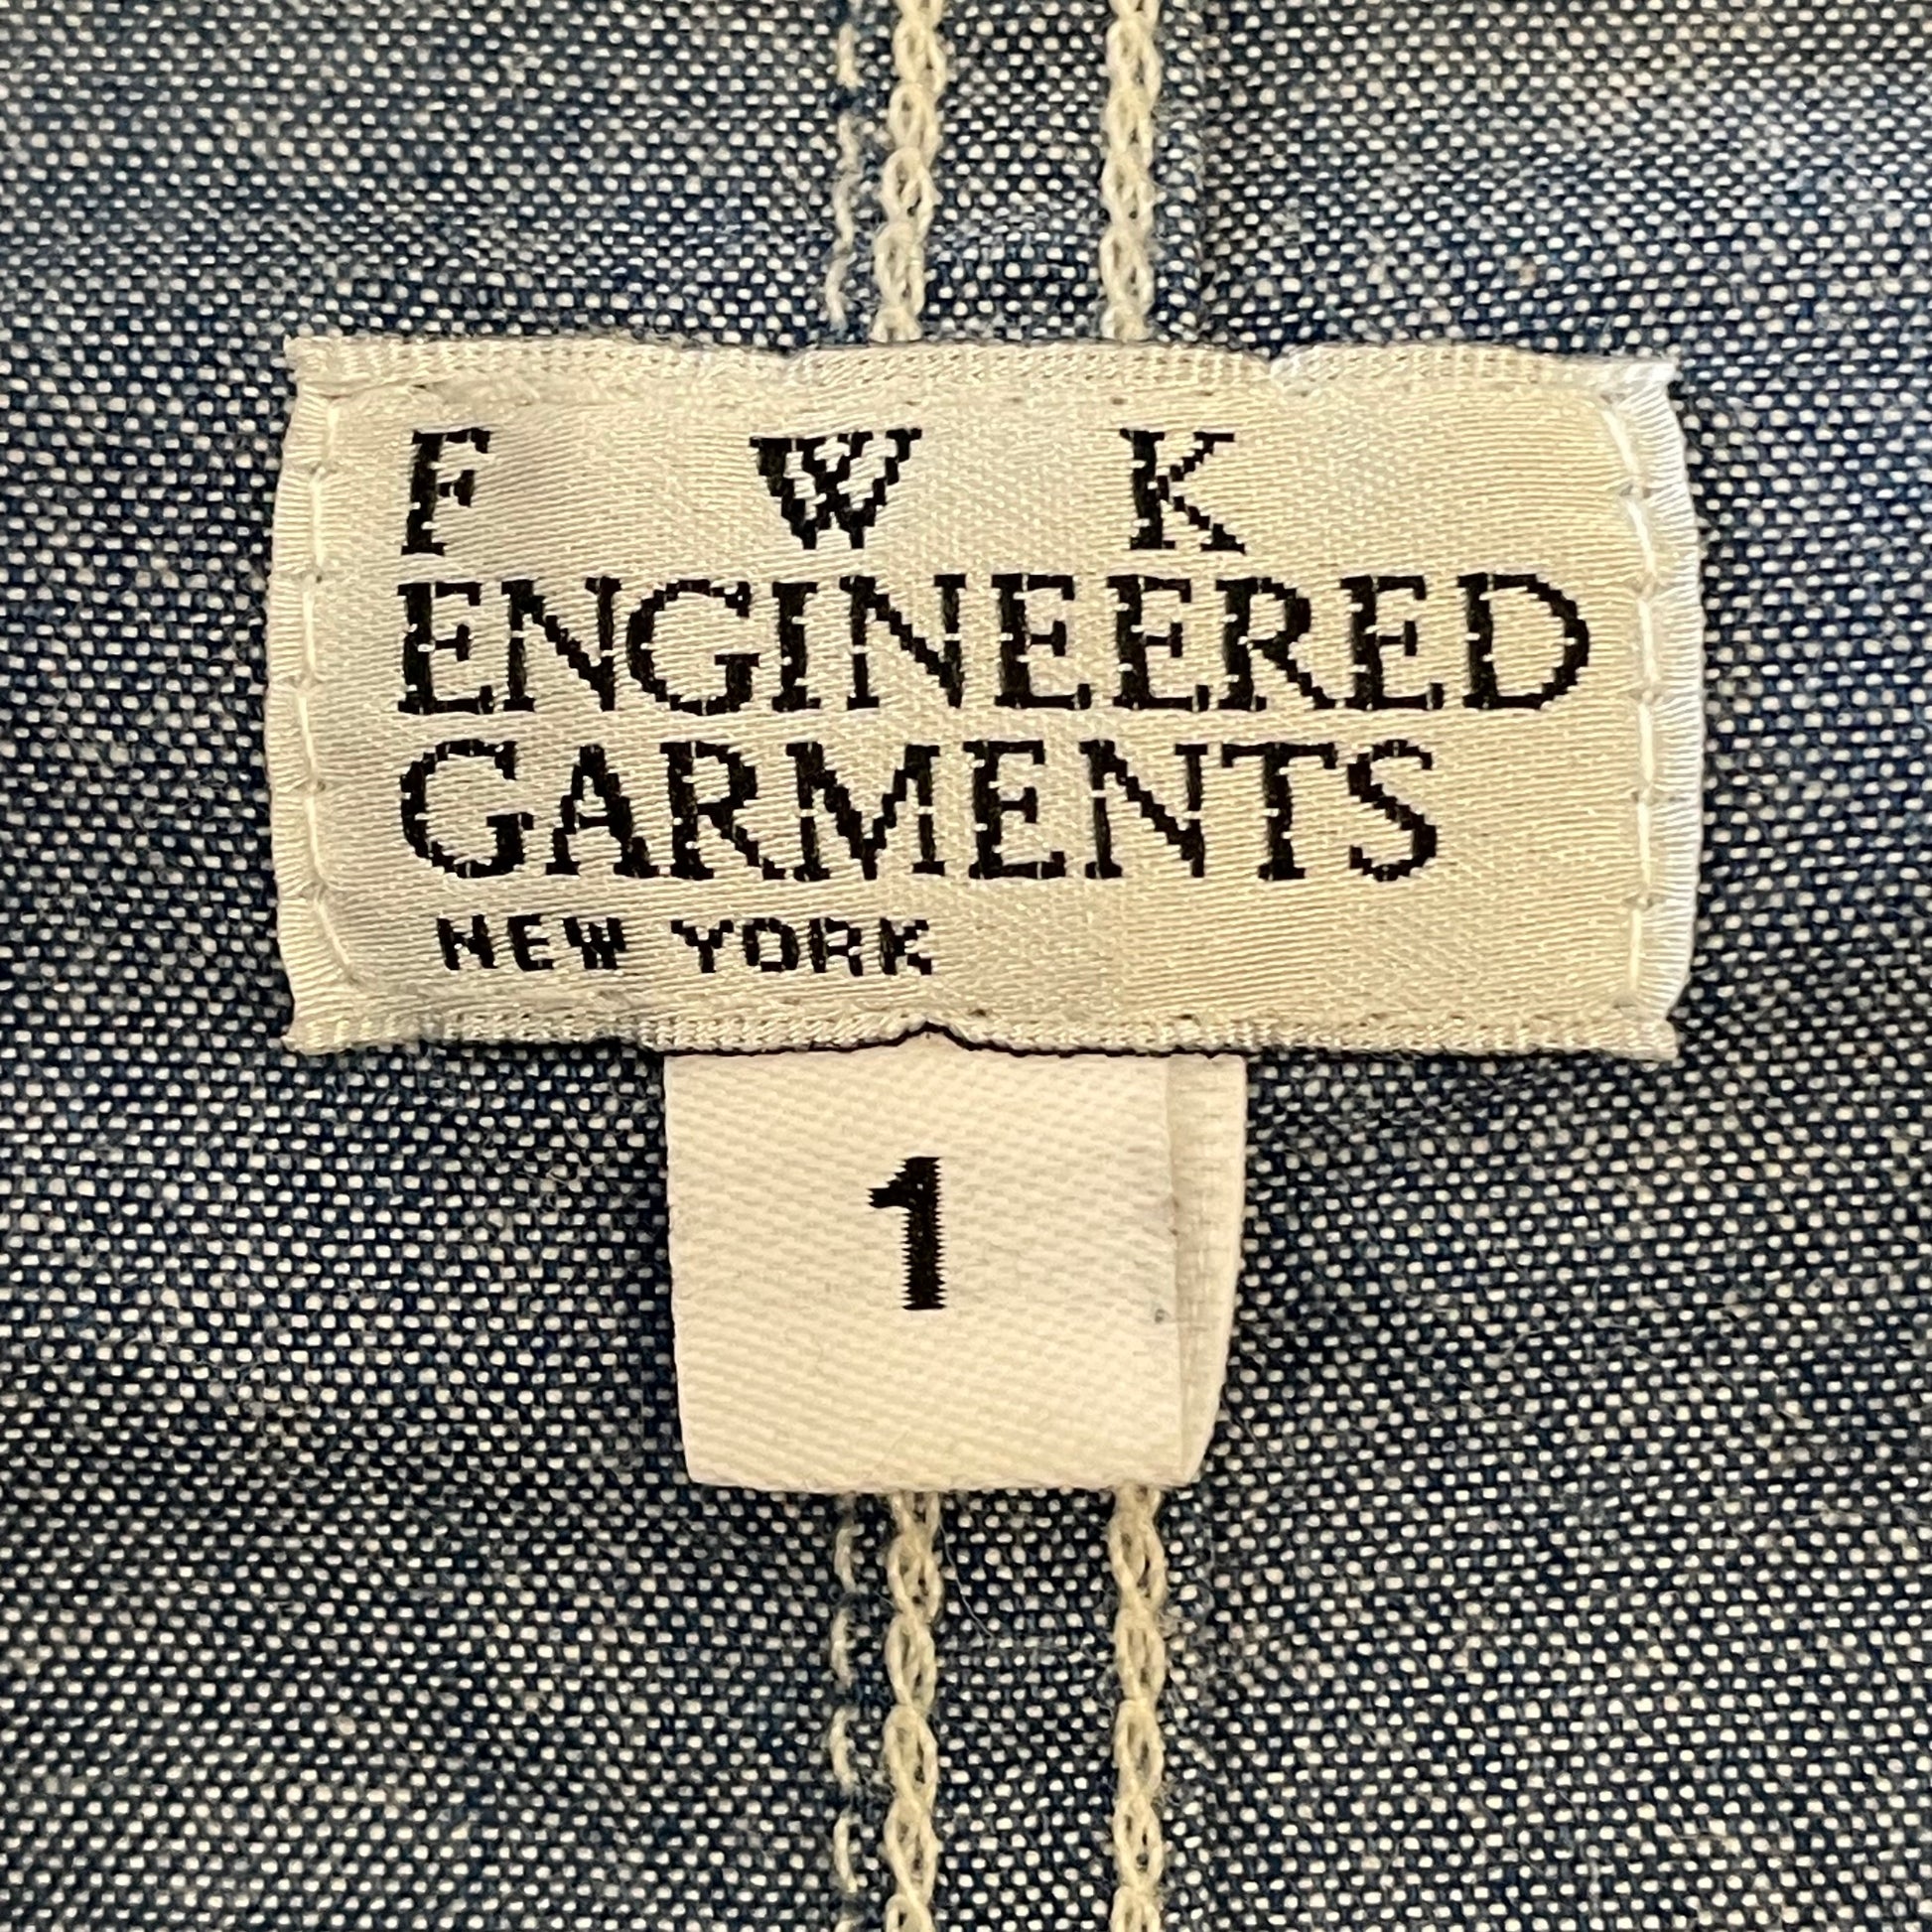 F W K
ENGINEERED
GARMENTS
NEW YORK
1